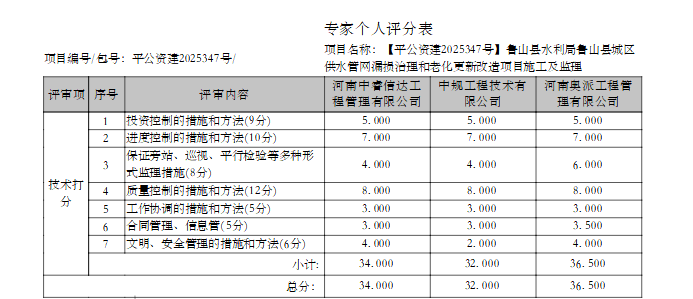 专家个人评分表
项目编号/包号：平公资建2025347号/
项目名称：【平公资建2025347号】鲁山县水利局鲁山县城区
供水管网漏损治理和老化更新改造项目施工及监理
评审项 序号 评审内容 河南中睿信达工程管理有限公司 中规工程技术有限公司 河南奥派工程管理有限公司
技术打分
1 投资控制的措施和方法(9分) 5.000 5.000 5.000
2 进度控制的措施和方法(10分) 7.000 7.000 7.000
3 保证旁站、巡视、平行检验等多种形式监理措施(8分) 4.000 4.000 6.000
4 质量控制的措施和方法(12分) 8.000 8.000 8.000
5 工作协调的措施和方法(5分) 3.000 3.000 3.000
6 合同管理、信息管(5分) 3.000 3.000 3.500
7 文明、安全管理的措施和方法(6分) 4.000 2.000 4.000
小计: 34.000 32.000 36.500
总分: 34.000 32.000 36.500